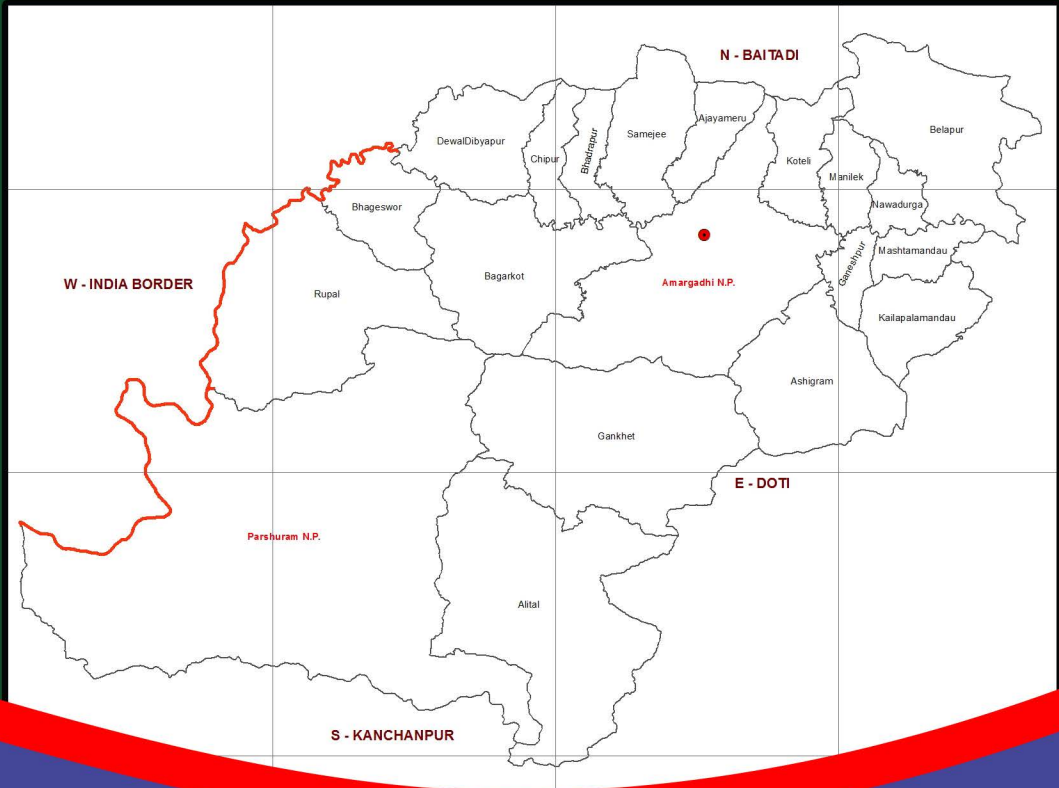 N - BAITADI
Ajayameru
Belapur
Samejee
DewalDibyapur
Bhadrapur
Chipur
Koteli
Manilek
Nawadurga
Bhageswor
Mashtamandau
Ganeshpur
Bagarkot
W - INDIA BORDER
Amargadhi N.P.
Rupal
Kailapalamandau
Ashigram
Gankhet
E - DOTI
Parshuram N.P.
Alital
S - KANCHANPUR